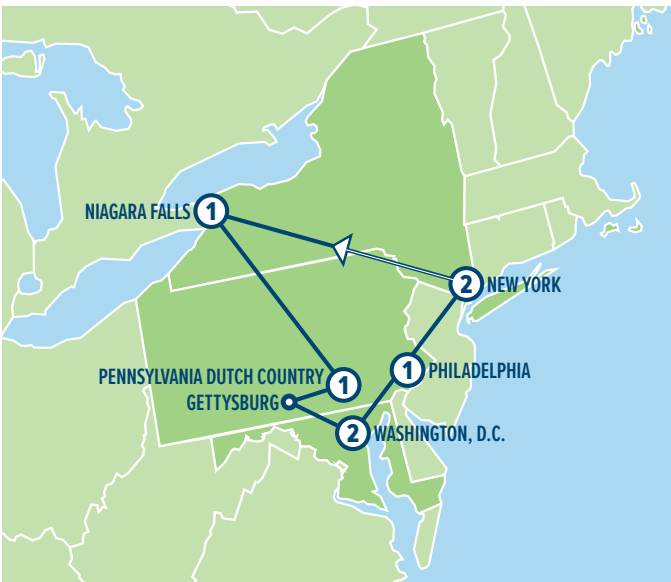 NIAGARA FALLS 1
2 NEW YORK
PENNSYLVANIA DUTCH COUNTRY 1
1 PHILADELPHIA
GETTYSBURG
2 WASHINGTON, D.C.